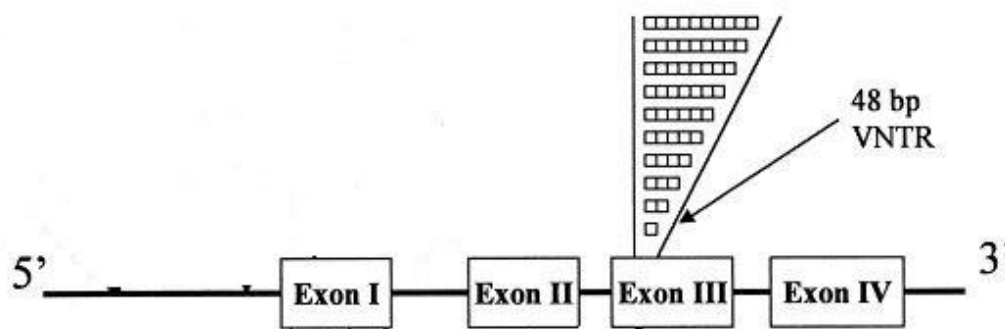 48 bp
VNTR
5’
Exon I
Exon II
Exon III
Exon IV
3’